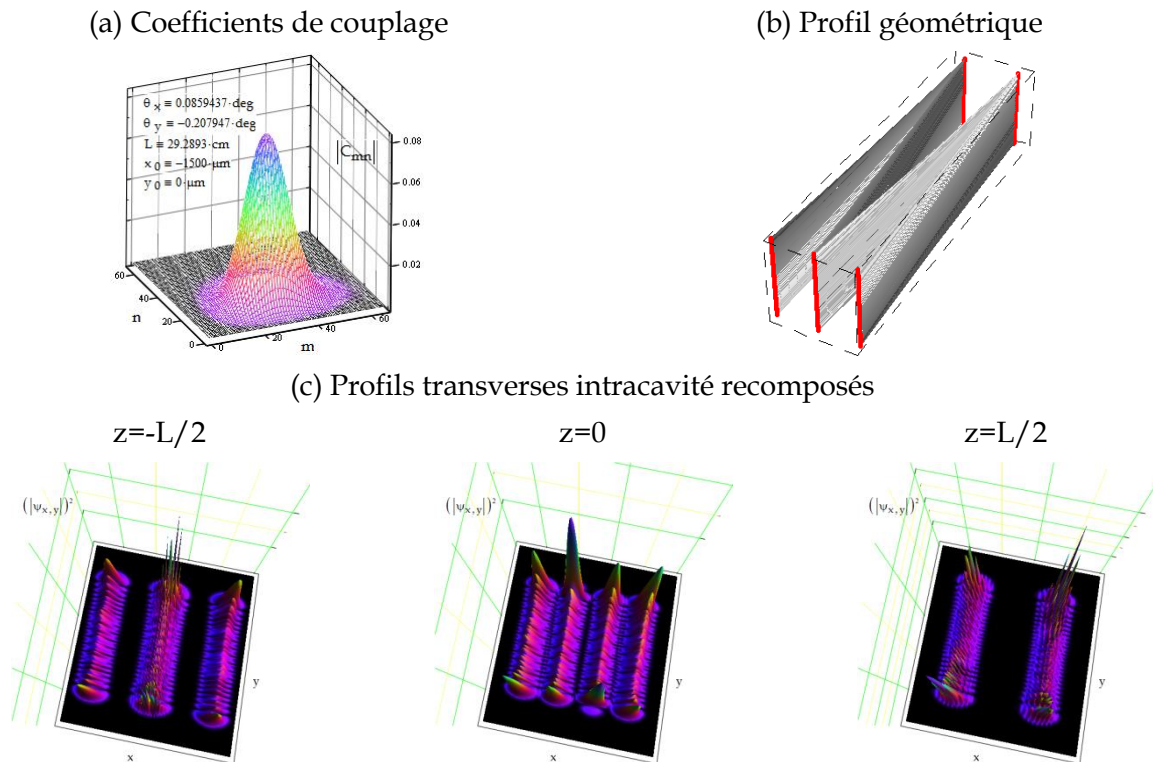 (a) Coefficients de couplage
(b) Profil géométrique
θ x ≡ 0.0859437·deg
θ y ≡ −0.207947·deg
L ≡ 29.2893·cm
x 0 ≡ −1500·μm
y 0 ≡ 0·μm
|Cmn|
0.08
0.06
0.04
0.02
60
40
20
0
n
0
20
40
60
m
(c) Profils transverses intracavité recomposés
z=-L/2
z=0
z=L/2
(|ψx,y|)²
(|ψx,y|)²
(|ψx,y|)²
y
y
y
x
x
x